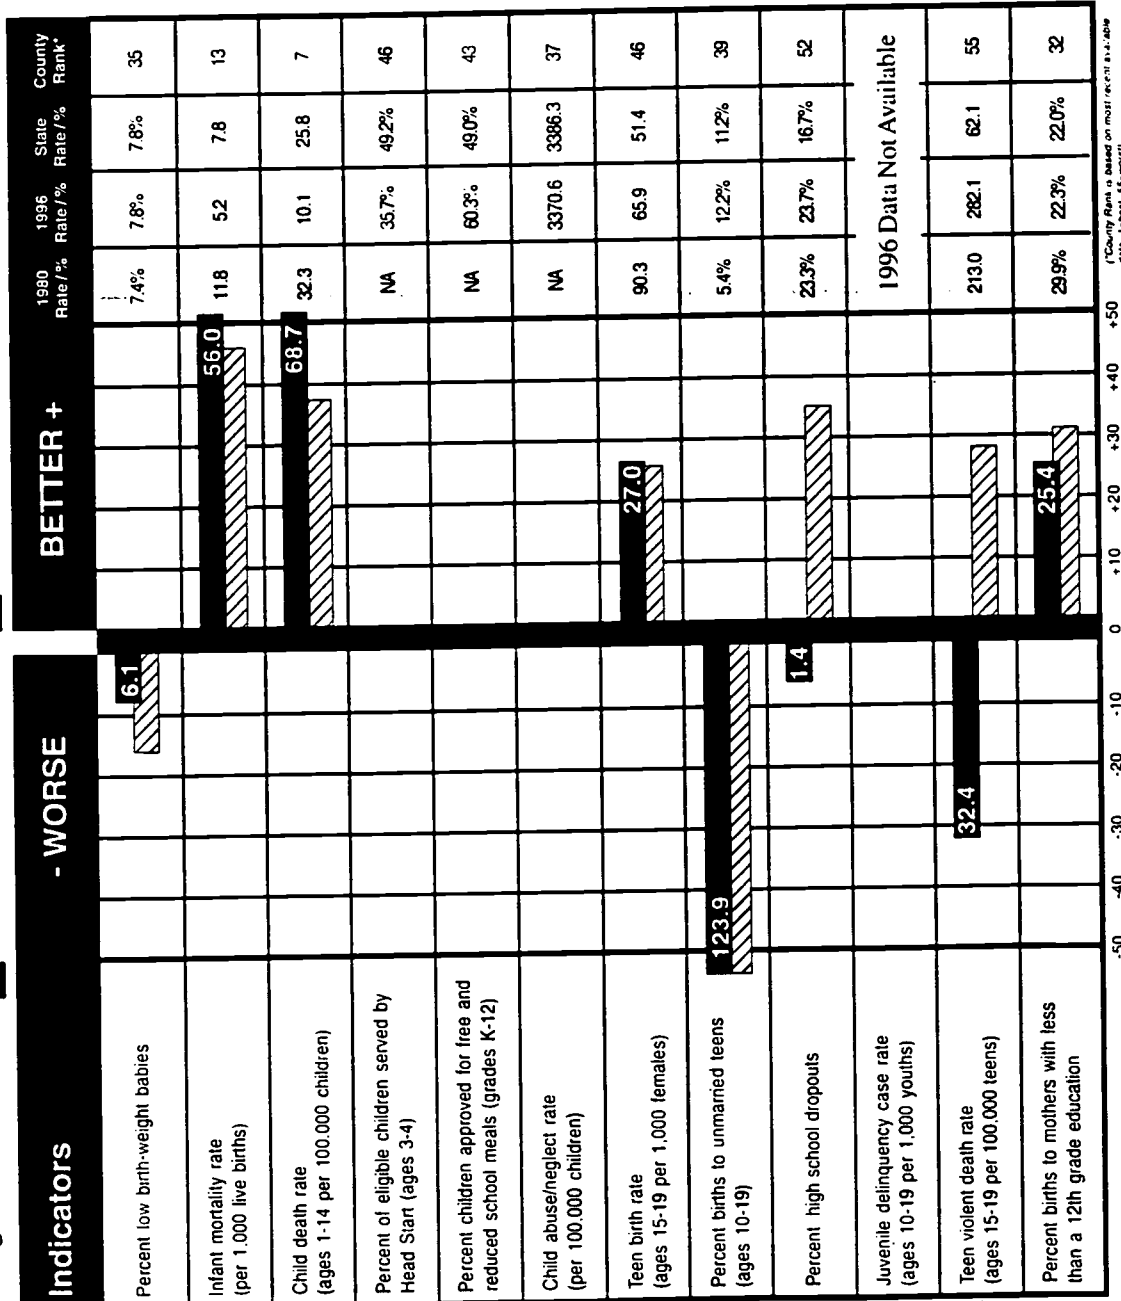 Indicators - WORSE BETTER + 1980 Rate / % 1996 Rate / % State Rate / % County Rank*
Percent low birth-weight babies 6.1 7.4% 7.8% 7.8% 35
Infant mortality rate
(per 1,000 live births) 56.0 11.8 5.2 7.8 13
Child death rate
(ages 1-14 per 100.000 children) 68.7 32.3 10.1 25.8 7
Percent of eligible children served by
Head Start (ages 3-4) NA 35.7% 49.2% 46
Percent children approved for free and
reduced school meals (grades K-12) NA 60.3% 49.0% 43
Child abuse/neglect rate
(per 100.000 children) NA 3370.6 3386.3 37
Teen birth rate
(ages 15-19 per 1,000 females) 27.0 90.3 65.9 51.4 46
Percent births to unmarried teens
(ages 10-19) 123.9 5.4% 12.2% 11.2% 39
Percent high school dropouts 1.4 23.3% 23.7% 16.7% 52
Juvenile delinquency case rate
(ages 10-19 per 1,000 youths) 1996 Data Not Available
Teen violent death rate
(ages 15-19 per 100.000 teens) 32.4 213.0 282.1 62.1 55
Percent births to mothers with less
than a 12th grade education 25.4 29.9% 22.3% 22.0% 32
-50 -40 -30 -20 -10 0 +10 +20 +30 +40 +50
(*County Rank is based on most recent available